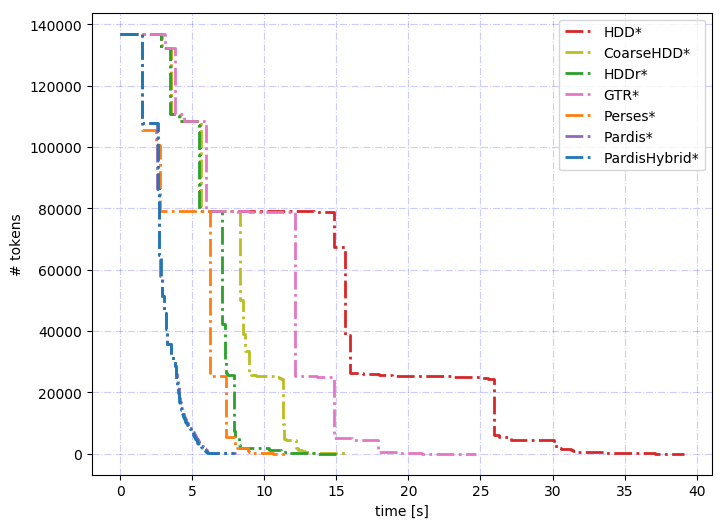 140000
120000
100000
80000
60000
40000
20000
0
# tokens
0 5 10 15 20 25 30 35 40
time [s]
HDD*
CoarseHDD*
HDDr*
GTR*
Perses*
Pardis*
PardisHybrid*